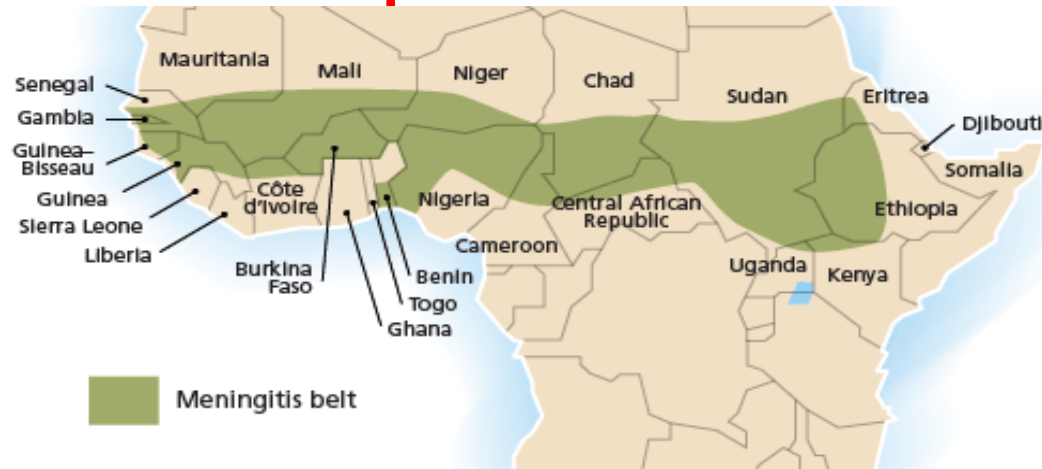 Mauritania
Mali
Niger
Chad
Sudan
Eritrea
Djibouti
Somalia
Senegal
Gambia
Guinea-
Bissau
Guinea
Sierra Leone
Liberia
Côte
d'Ivoire
Nigeria
Central African
Republic
Ethiopia
Cameroon
Burkina
Faso
Benin
Togo
Ghana
Uganda
Kenya
Meningitis belt